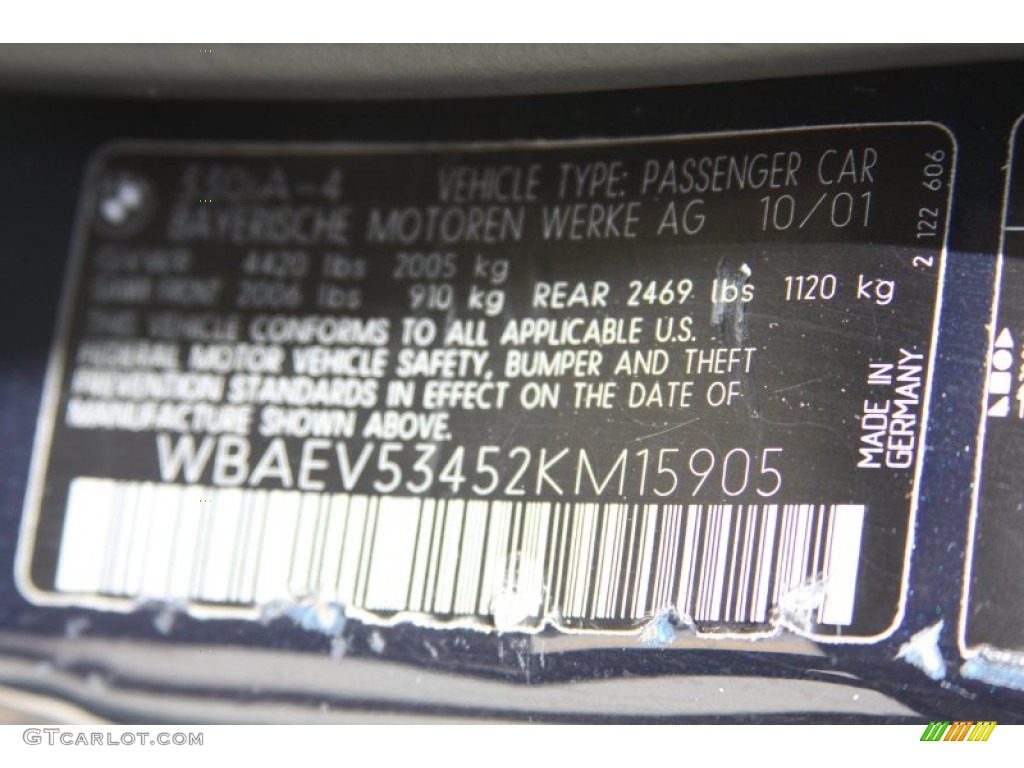 330iA-4 VEHICLE TYPE: PASSENGER CAR
BAYERISCHE MOTOREN WERKE AG 10/01
GVWR 4420 lbs 2005 kg
GAWR FRONT 2006 lbs 910 kg REAR 2469 lbs 1120 kg
THIS VEHICLE CONFORMS TO ALL APPLICABLE U.S.
FEDERAL MOTOR VEHICLE SAFETY, BUMPER AND THEFT
PREVENTION STANDARDS IN EFFECT ON THE DATE OF
MANUFACTURE SHOWN ABOVE.
WBAEV53452KM15905
MADE IN
GERMANY
2 122 606
GTCARLOT.COM